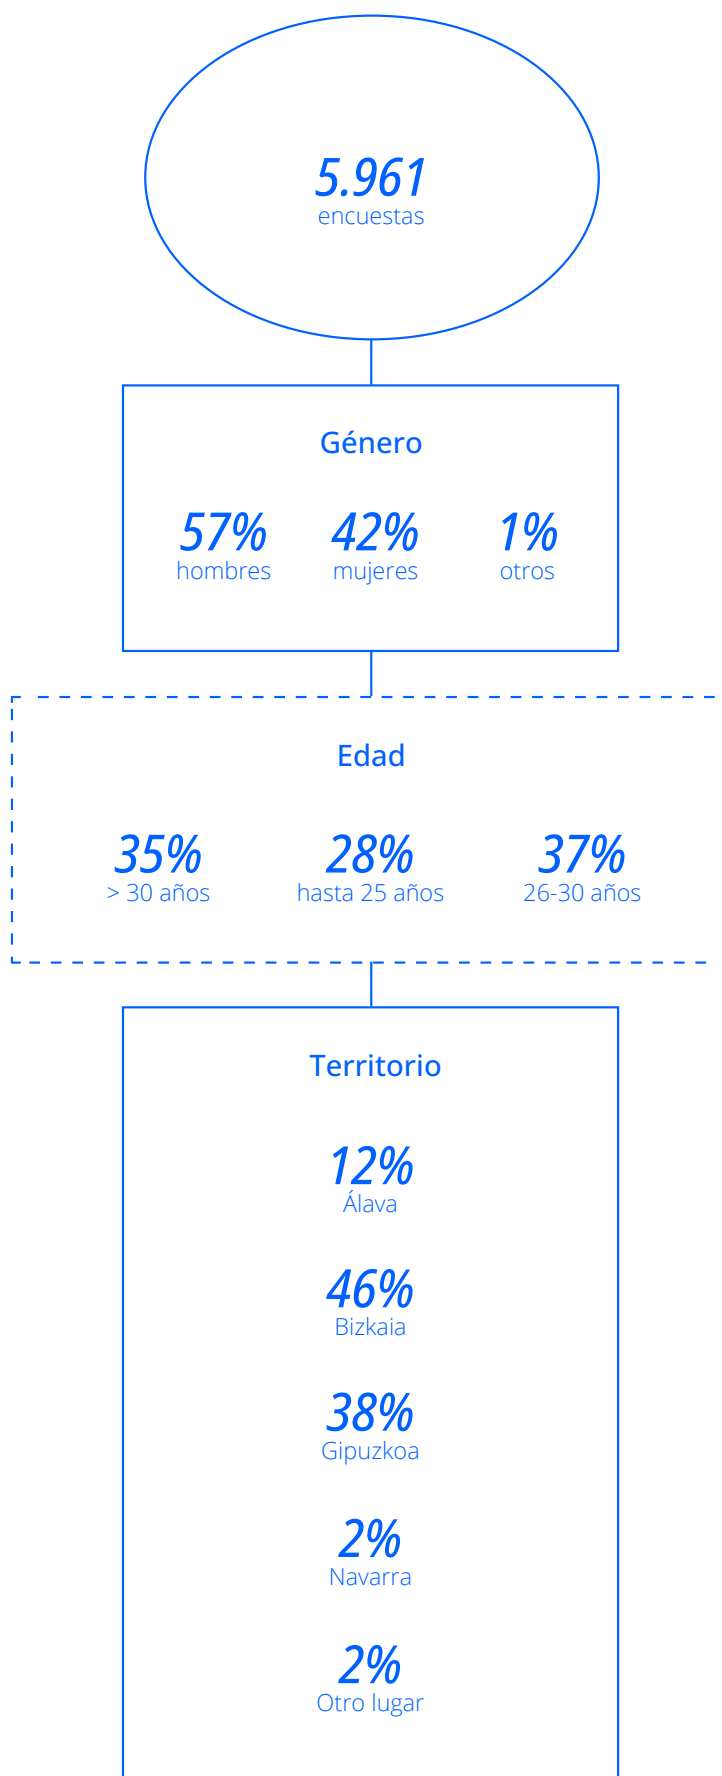 5.961
encuestas
Género
57% 42% 1%
hombres mujeres otros
Edad
35% 28% 37%
> 30 años hasta 25 años 26-30 años
Territorio
12%
Álava
46%
Bizkaia
38%
Gipuzkoa
2%
Navarra
2%
Otro lugar